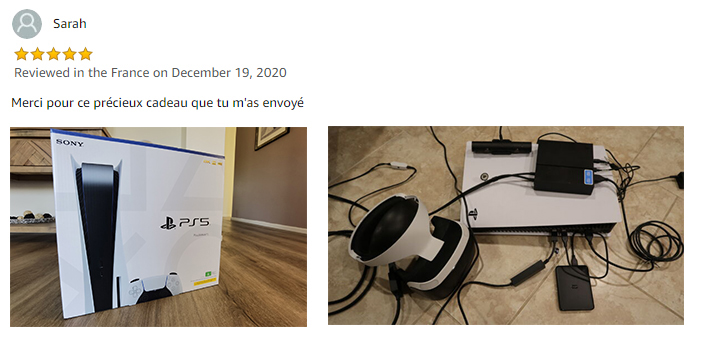 Sarah
Reviewed in the France on December 19, 2020
Merci pour ce précieux cadeau que tu m'as envoyé
SONY
PS5